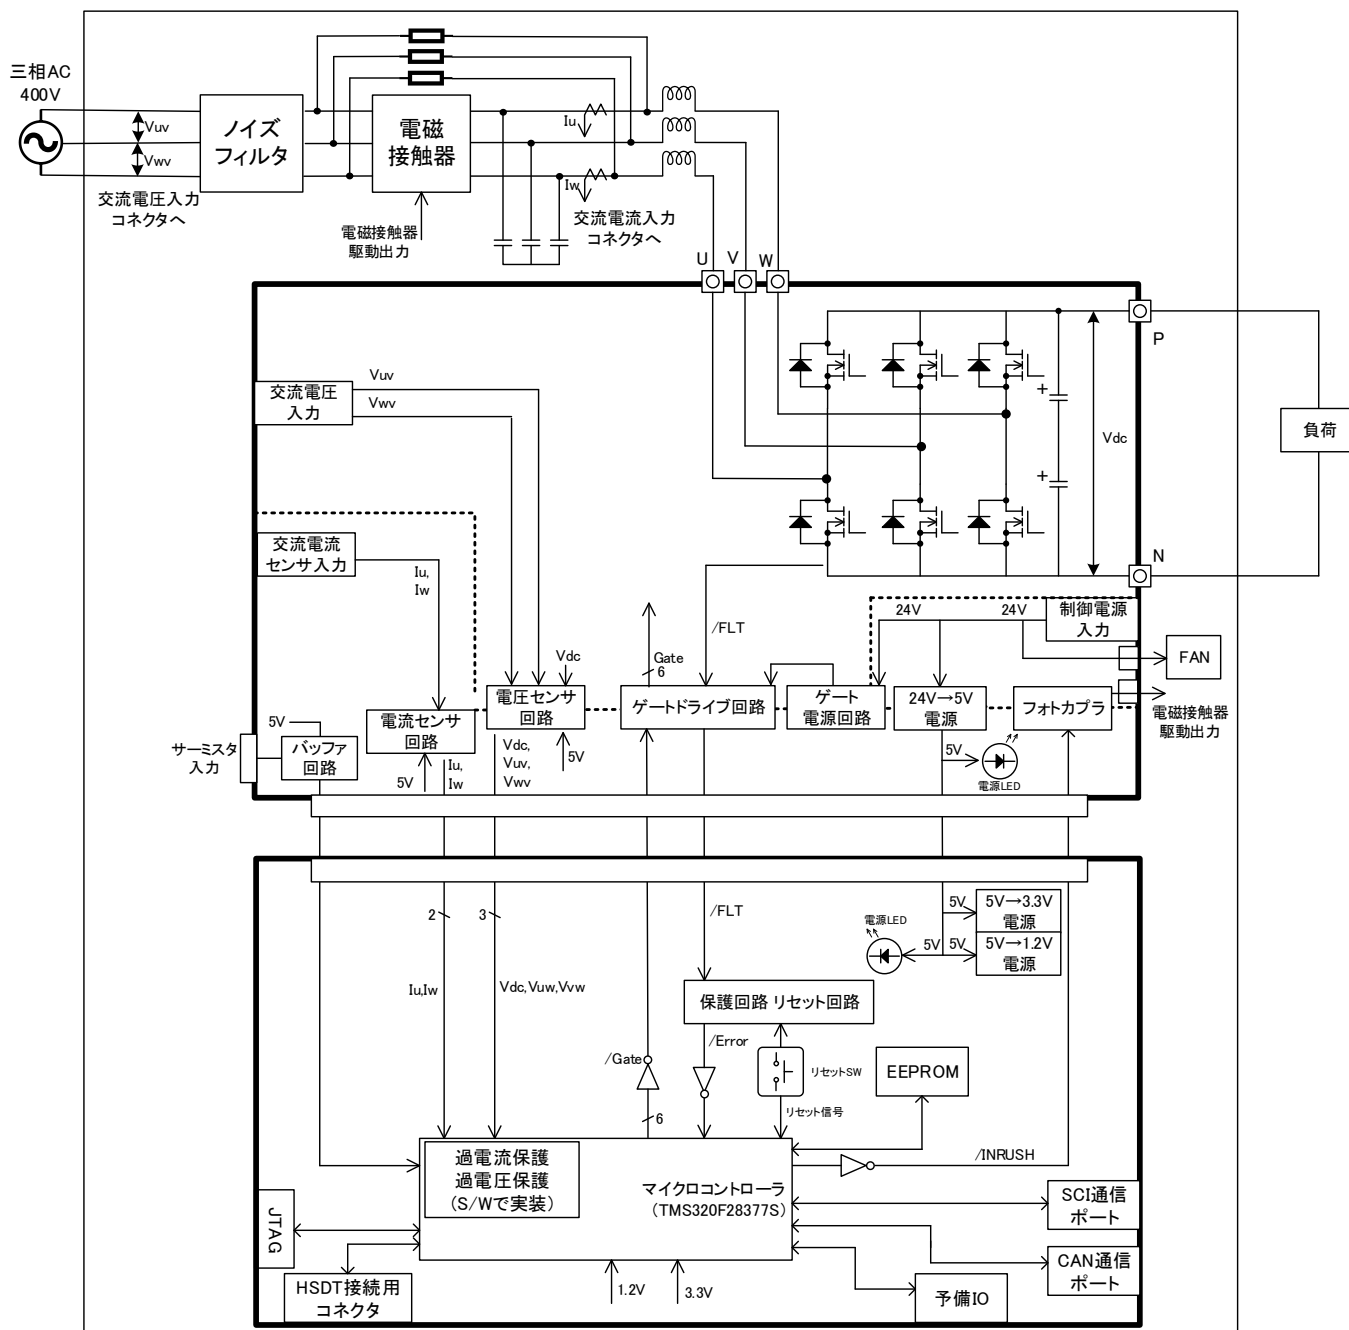 三相AC
400V
Vuv
Vwv
ノイズ
フィルタ
電磁
接触器
Iu
Iw
交流電圧入力
コネクタへ
電磁接触器
駆動出力
交流電流入力
コネクタへ
U
V
W
P
交流電圧
入力
Vuv
Vwv
+
Vdc
負荷
+
交流電流
センサ入力
Iu,
Iw
N
/FLT
24V
24V
制御電源
入力
FAN
Gate
6
Vdc
電圧センサ
回路
ゲートドライブ回路
ゲート
電源回路
24V→5V
電源
フォトカプラ
電磁接触器
駆動出力
5V
電流センサ
回路
サーミスタ
入力
バッファ
回路
5V
Iu,
Iw
Vdc,
Vuv,
Vwv
5V
5V
電源LED
2
3
/FLT
5V
5V→3.3V
電源
電源LED
5V
5V
5V→1.2V
電源
Iu,Iw
Vdc,Vuw,Vvw
保護回路 リセット回路
/Error
/Gate
リセットSW
EEPROM
リセット信号
6
過電流保護
過電圧保護
(S/Wで実装)
マイクロコントローラ
(TMS320F28377S)
/INRUSH
SCI通信
ポート
JTAG
CAN通信
ポート
HSDT接続用
コネクタ
1.2V
3.3V
予備IO